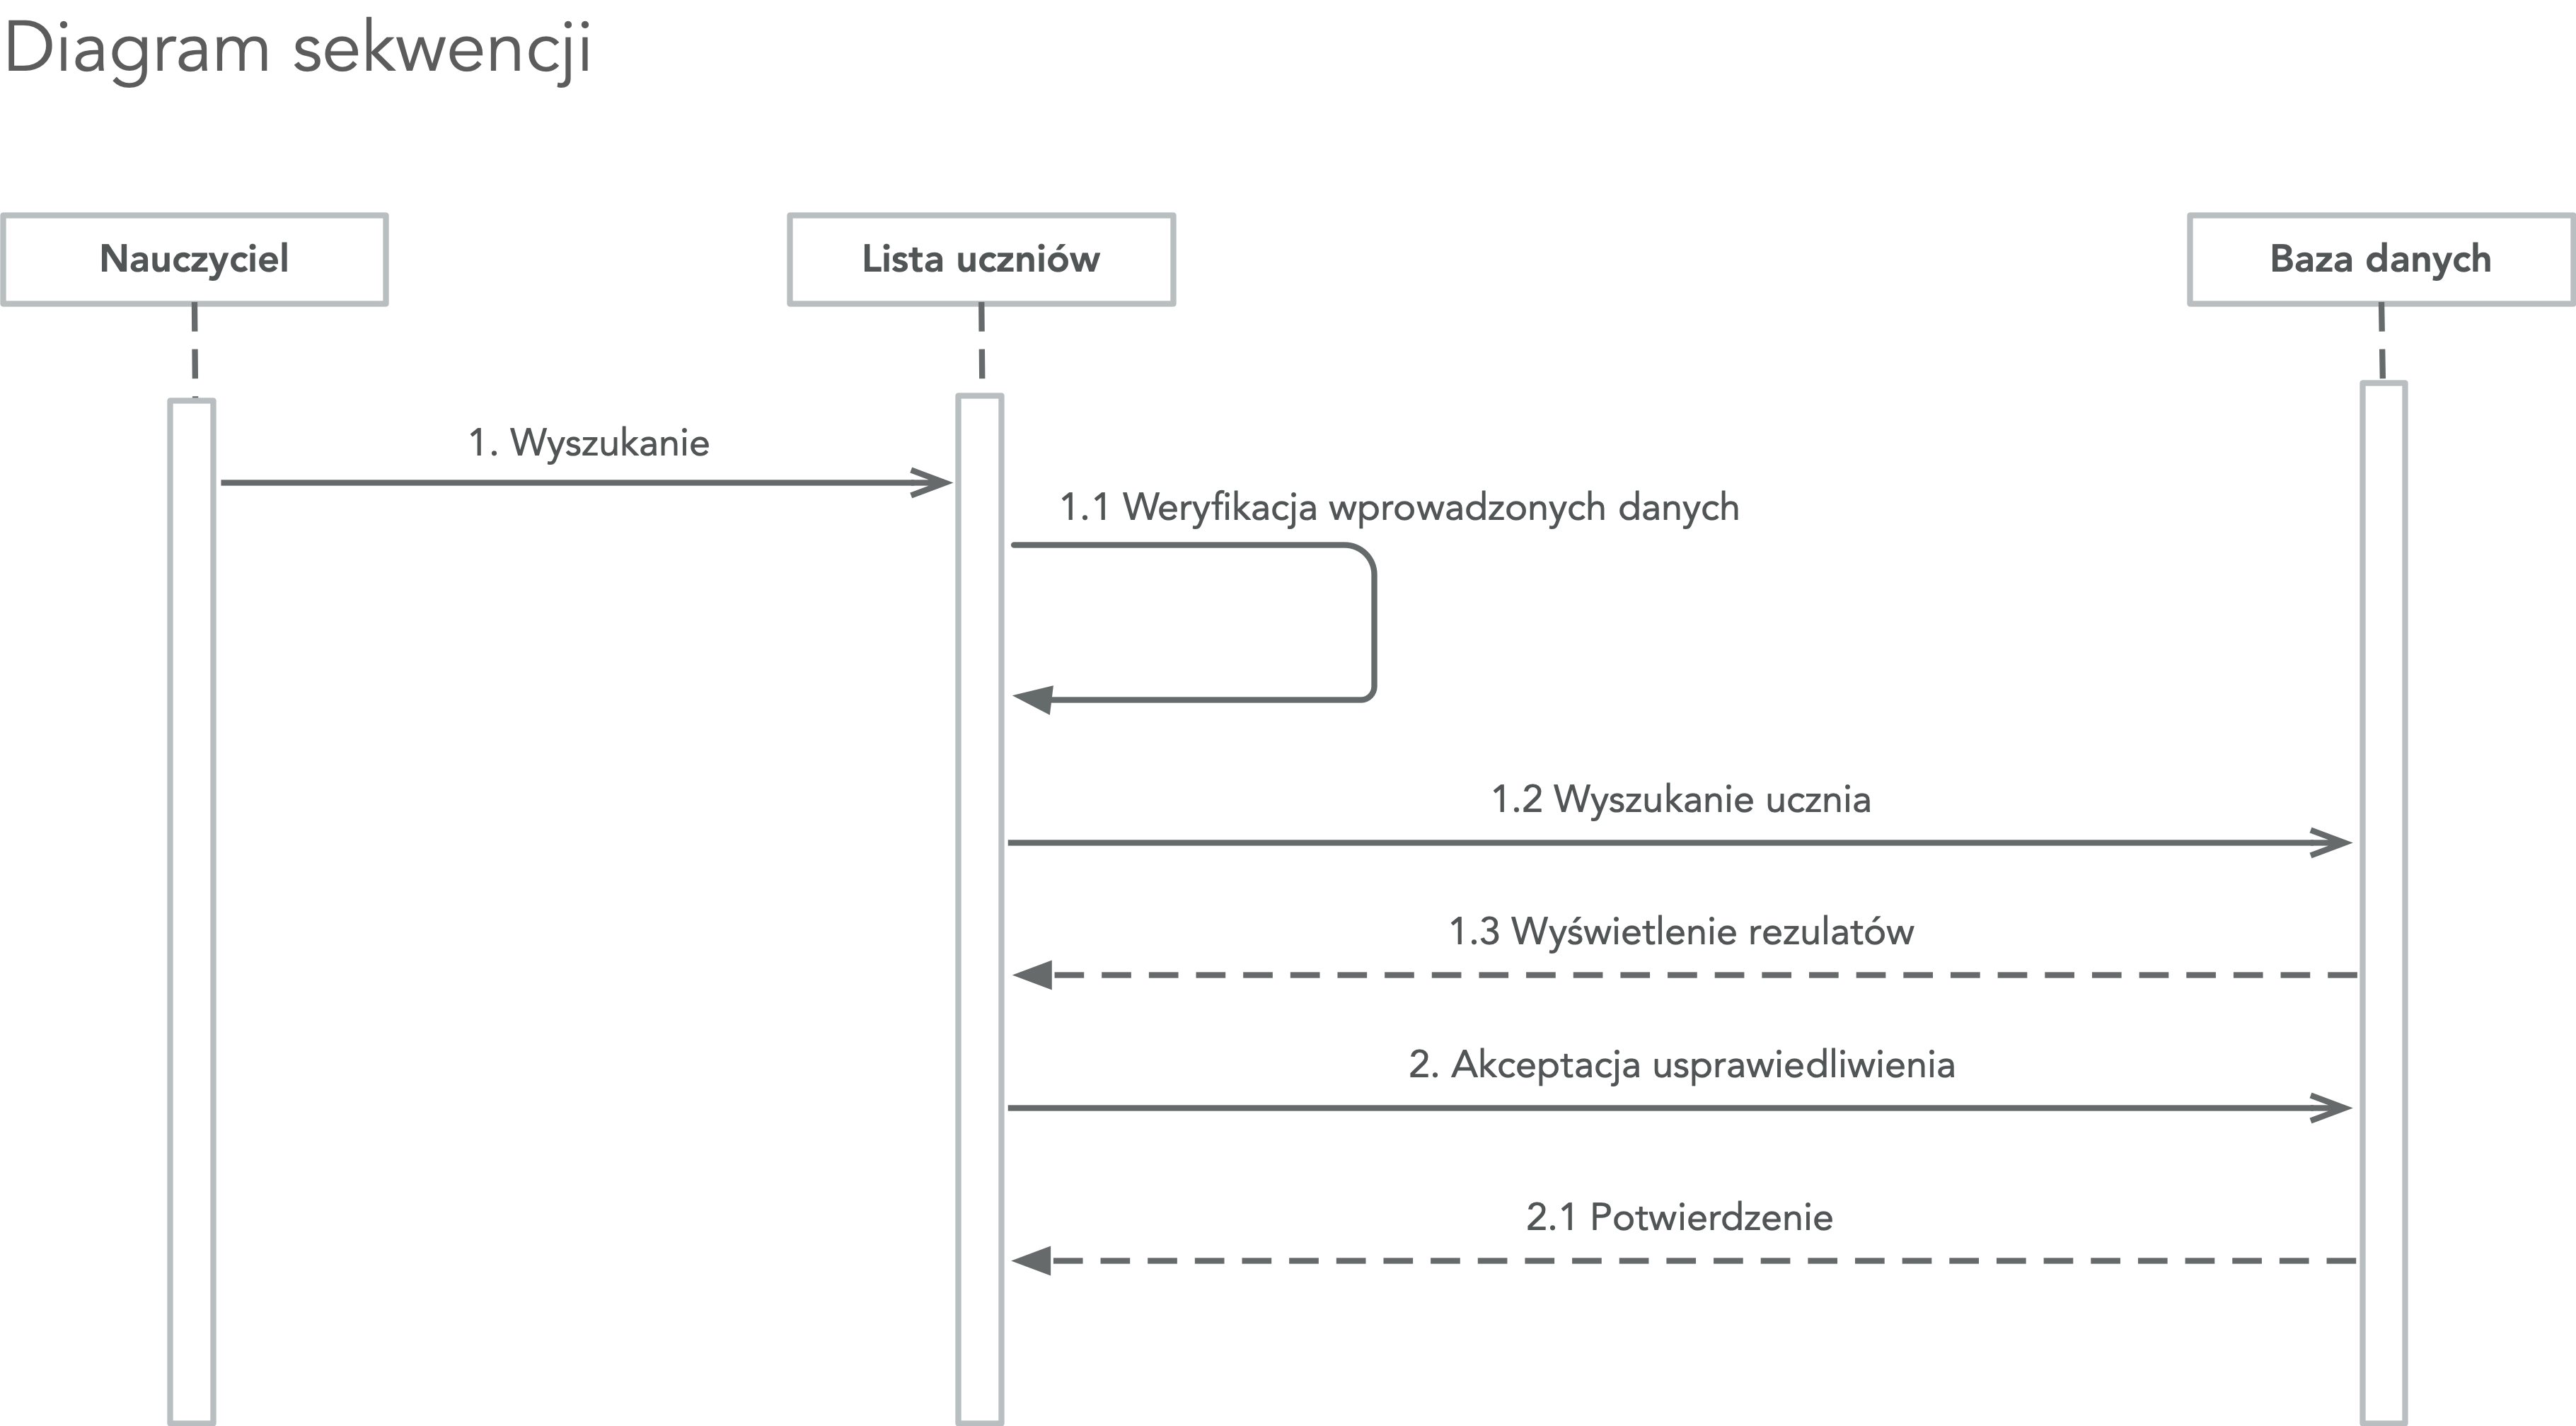 Diagram sekwencji
Nauczyciel
Lista uczniów
Baza danych
1. Wyszukanie
1.1 Weryfikacja wprowadzonych danych
1.2 Wyszukanie ucznia
1.3 Wyświetlenie rezulatów
2. Akceptacja usprawiedliwienia
2.1 Potwierdzenie